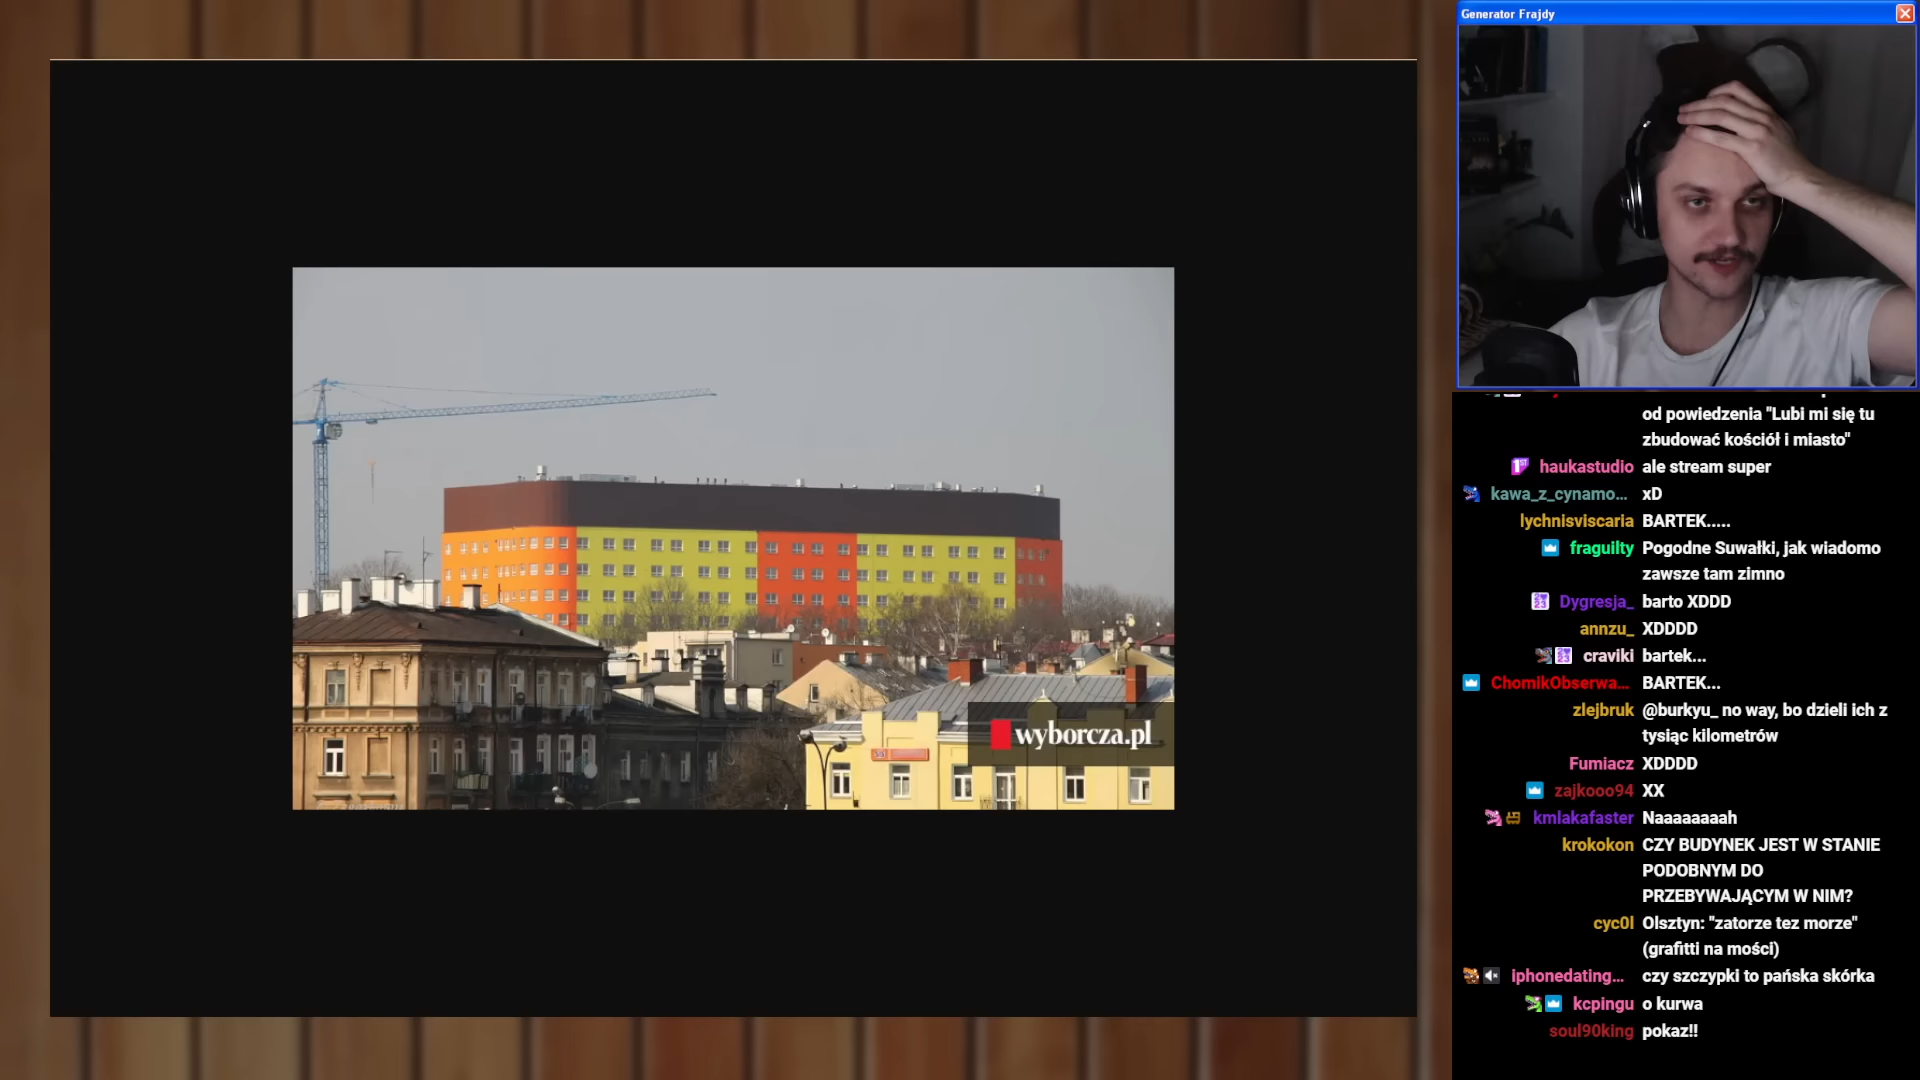 Generator Frajdy
wyborcza.pl
od powiedzenia "Lubi mi się tu
zbudować kościół i miasto"
haukastudio ale stream super
kawa_z_cynamo... xD
lychnisviscaria BARTEK.....
fraguilty Pogodne Suwałki, jak wiadomo
zawsze tam zimno
Dygresja_ barto XDDD
annzu_ XDDDD
craviki bartek...
ChomikObserwa... BARTEK...
zlejbruk @burkyu_ no way, bo dzieli ich z
tysiąc kilometrów
Fumiacz XDDDD
zajkooo94 XX
kmlakafaster Naaaaaaaah
krokokon CZY BUDYNEK JEST W STANIE
PODOBNYM DO
PRZEBYWAJĄCYM W NIM?
cyc0l Olsztyn: "zatorze tez morze"
(grafitti na mości)
iphonedating... czy szczypki to pańska skórka
kcpingu o kurwa
soul90king pokaz!!